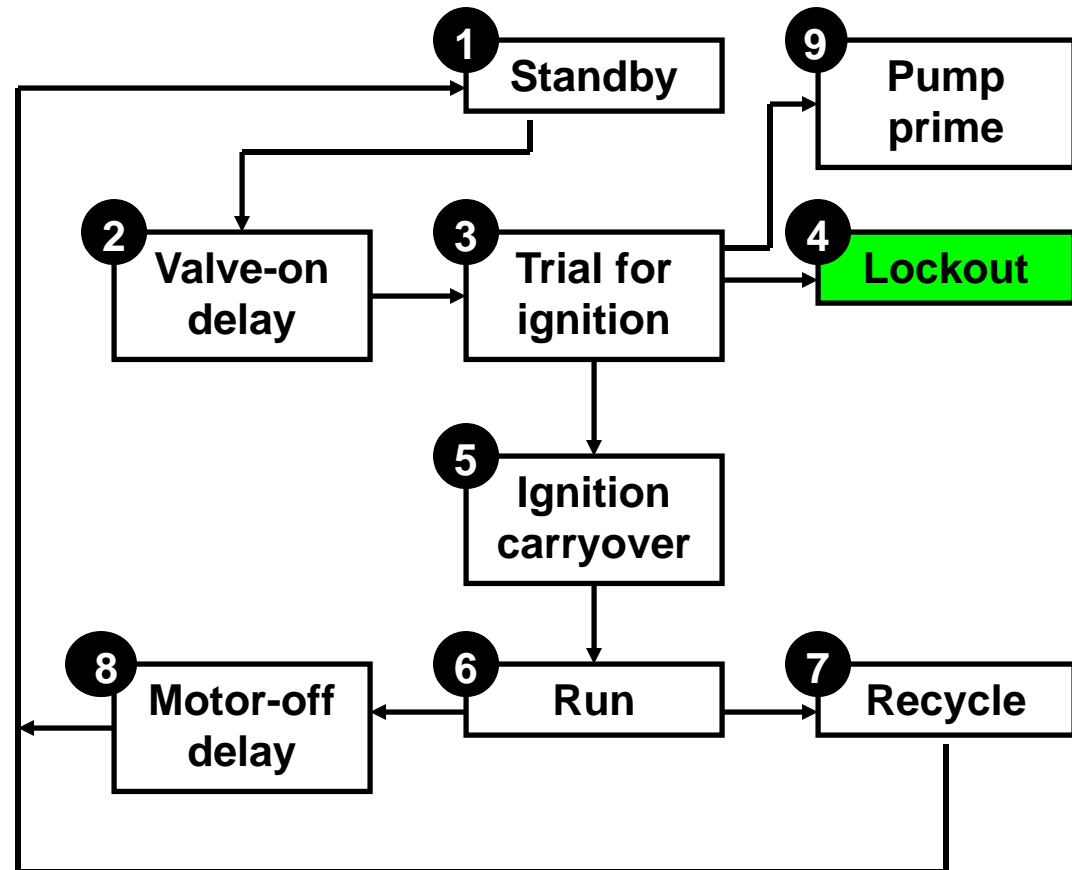 1
Standby
9
Pump
prime
2
Valve-on
delay
3
Trial for
ignition
4
Lockout
5
Ignition
carryover
8
Motor-off
delay
6
Run
7
Recycle